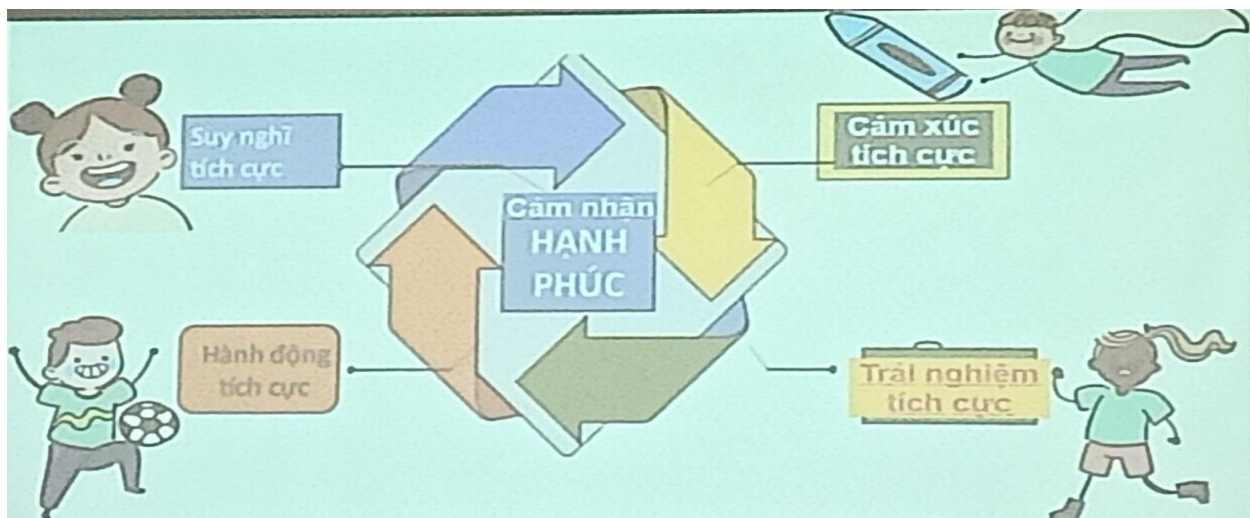 Suy nghĩ
tích cực
Cảm xúc
tích cực
Cảm nhận
HẠNH
PHÚC
Hành động
tích cực
Trải nghiệm
tích cực